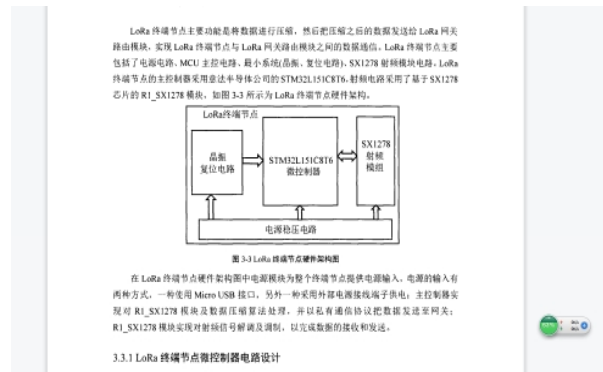 LoRa 终端节点主要功能是将数据进行压缩，然后把压缩之后的数据发送给 LoRa 网关
路由模块，实现 LoRa 终端节点与 LoRa 网关路由模块之间的数据通信。LoRa 终端节点主要
包括了电源电路、MCU 主控电路、最小系统(晶振、复位电路)、SX1278 射频模块电路。LoRa
终端节点的主控制器采用意法半导体公司的 STM32L151C8T6，射频电路采用了基于 SX1278
芯片的 R1_SX1278 模块，如图 3-3 所示为 LoRa 终端节点硬件架构。
LoRa终端节点
晶振
复位电路
STM32L151C8T6
微控制器
SX1278
射频
模组
电源稳压电路
图 3-3 LoRa 终端节点硬件架构图
在 LoRa 终端节点硬件架构图中电源模块为整个终端节点提供电源输入。电源的输入有
两种方式，一种使用 Micro USB 接口，另外一种采用外部电源接线端子供电；主控制器实
现对 R1_SX1278 模块及数据压缩算法处理，并以私有通信协议把数据发送至网关；
R1_SX1278 模块实现对射频信号解调及调制，以完成数据的接收和发送。
3.3.1 LoRa 终端节点微控制器电路设计